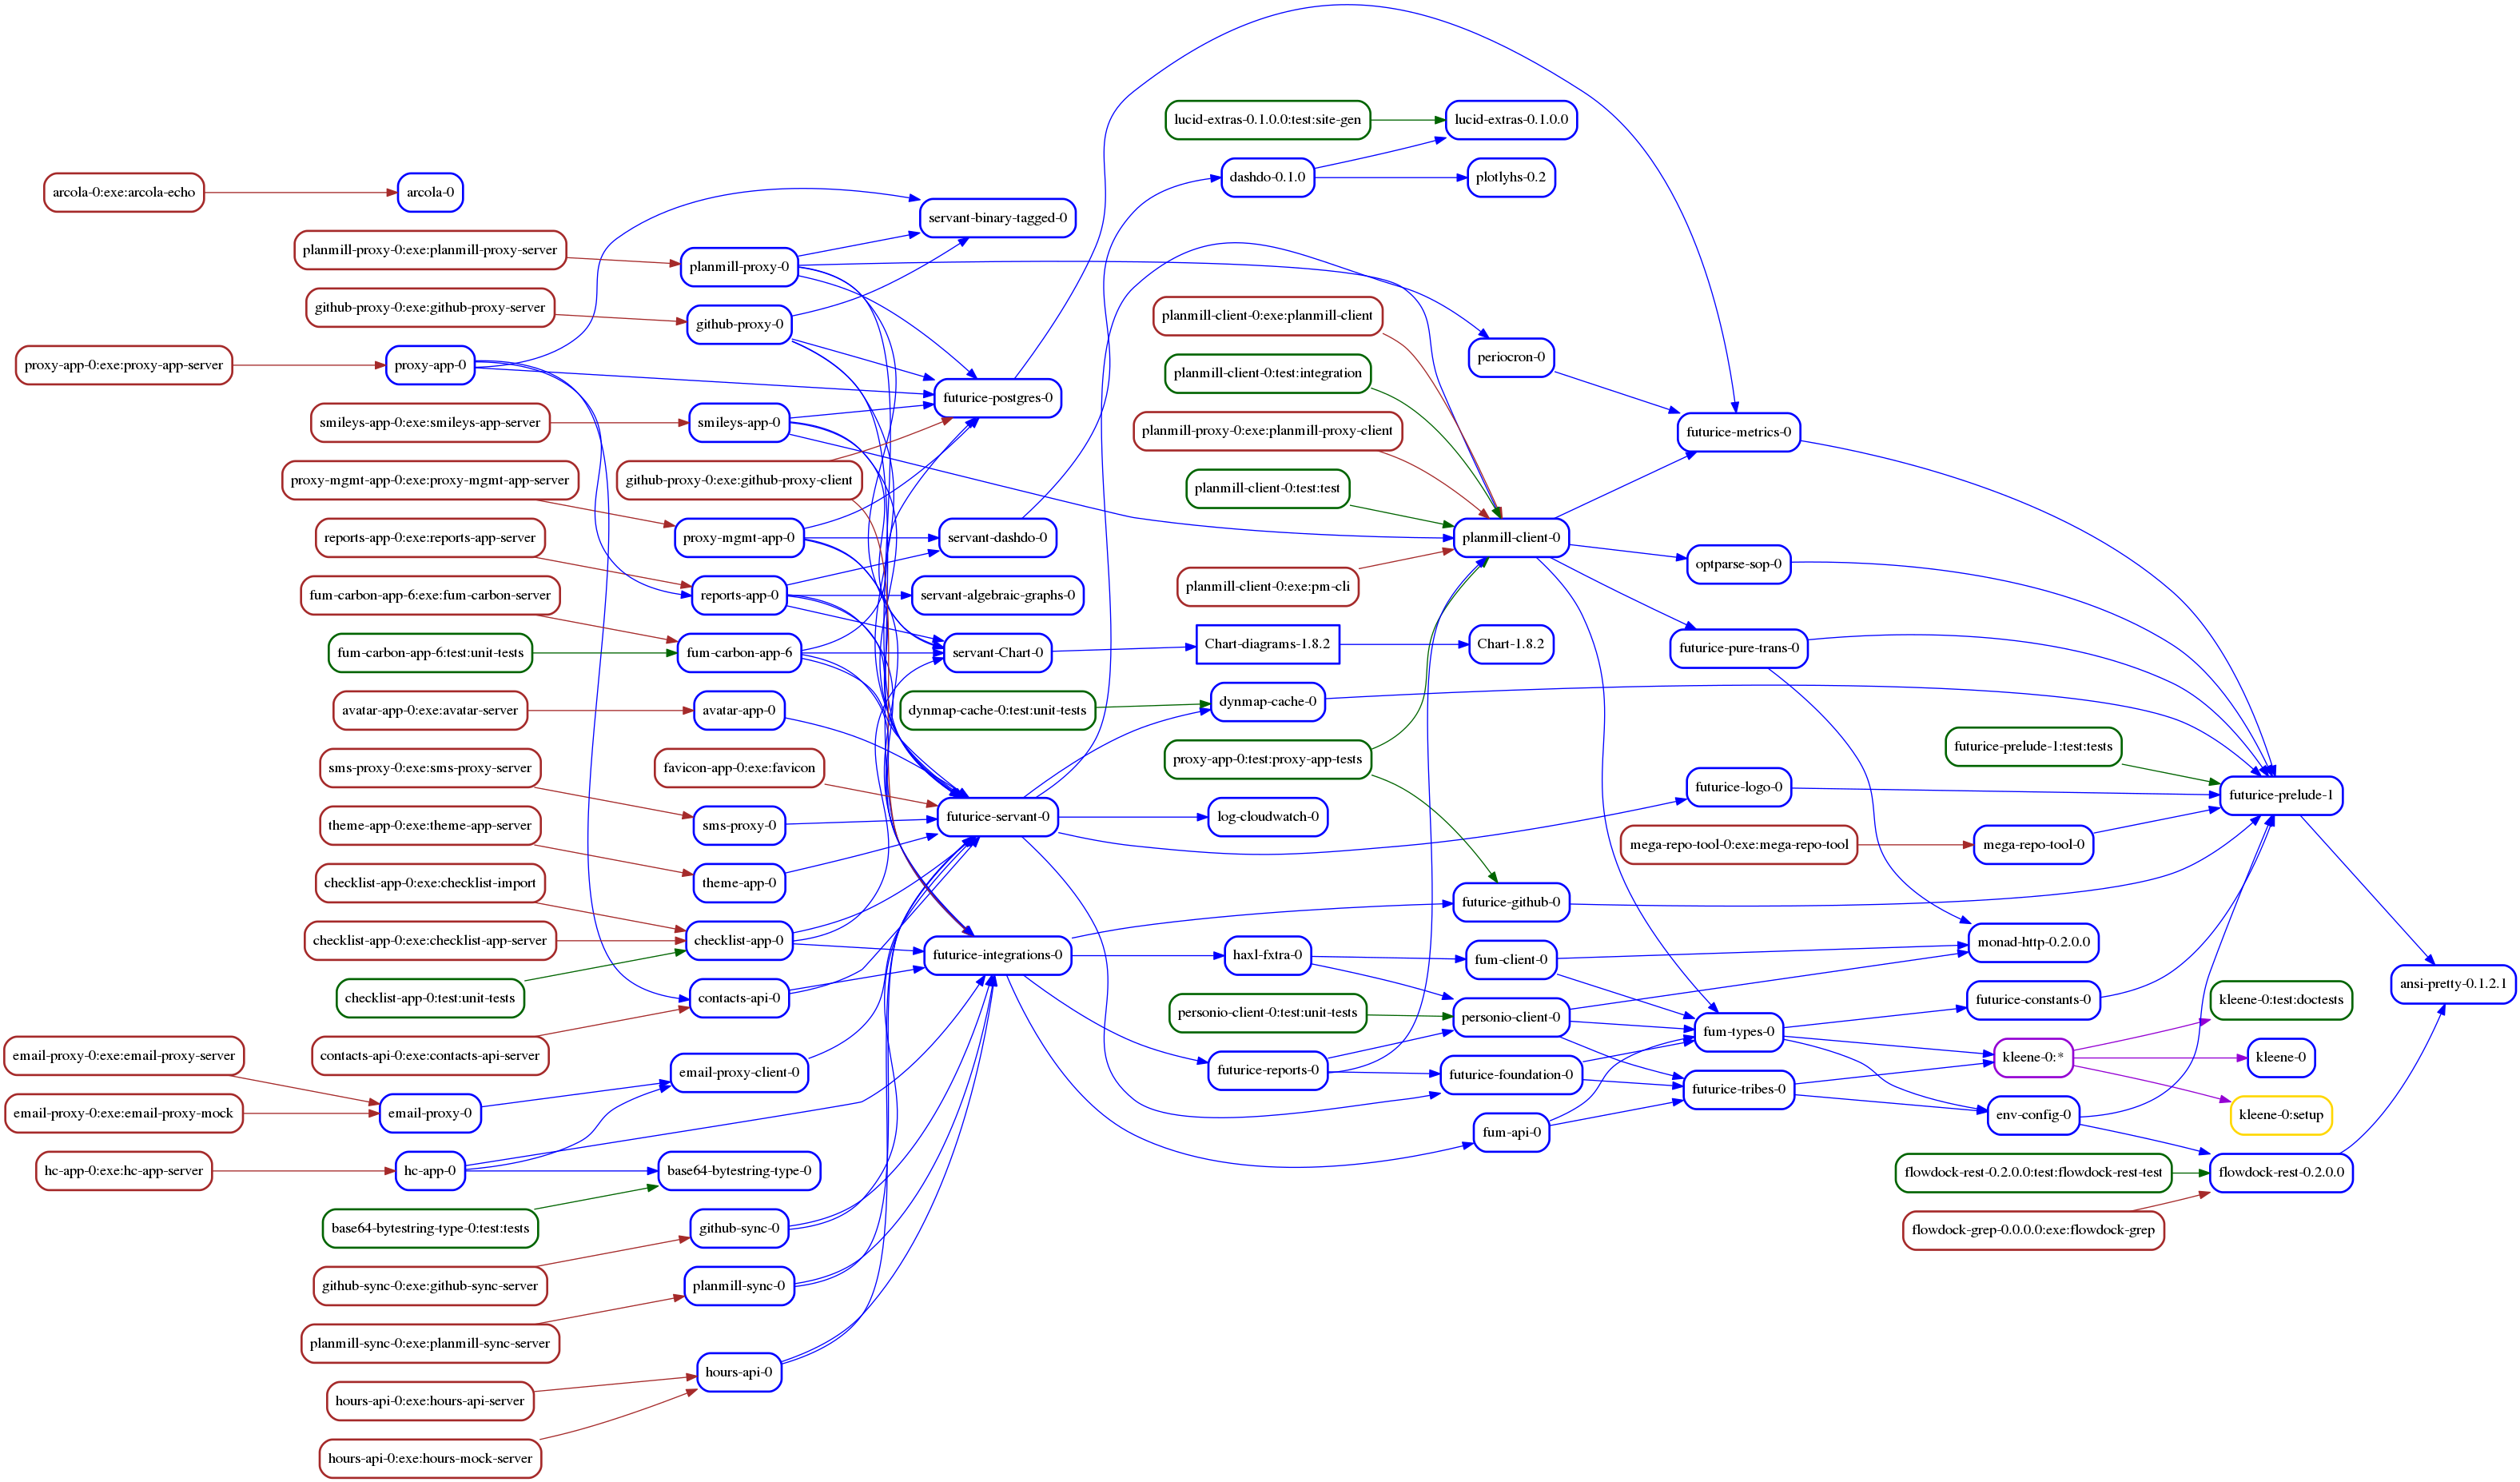 arcola-0:exe:arcola-echo
proxy-app-0:exe:proxy-app-server
email-proxy-0:exe:email-proxy-server
email-proxy-0:exe:email-proxy-mock
hc-app-0:exe:hc-app-server
arcola-0
planmill-proxy-0:exe:planmill-proxy-server
github-proxy-0:exe:github-proxy-server
proxy-app-0
smileys-app-0:exe:smileys-app-server
proxy-mgmt-app-0:exe:proxy-mgmt-app-server
reports-app-0:exe:reports-app-server
fum-carbon-app-6:exe:fum-carbon-server
fum-carbon-app-6:test:unit-tests
avatar-app-0:exe:avatar-server
sms-proxy-0:exe:sms-proxy-server
theme-app-0:exe:theme-app-server
checklist-app-0:exe:checklist-import
checklist-app-0:exe:checklist-app-server
checklist-app-0:test:unit-tests
contacts-api-0:exe:contacts-api-server
email-proxy-0
hc-app-0
base64-bytestring-type-0:test:tests
github-sync-0:exe:github-sync-server
planmill-sync-0:exe:planmill-sync-server
hours-api-0:exe:hours-api-server
hours-api-0:exe:hours-mock-server
planmill-proxy-0
github-proxy-0
smileys-app-0
github-proxy-0:exe:github-proxy-client
proxy-mgmt-app-0
reports-app-0
fum-carbon-app-6
avatar-app-0
favicon-app-0:exe:favicon
sms-proxy-0
theme-app-0
checklist-app-0
contacts-api-0
email-proxy-client-0
base64-bytestring-type-0
github-sync-0
planmill-sync-0
hours-api-0
servant-binary-tagged-0
futurice-postgres-0
servant-dashdo-0
servant-algebraic-graphs-0
servant-Chart-0
dynmap-cache-0:test:unit-tests
futurice-servant-0
futurice-integrations-0
lucid-extras-0.1.0.0:test:site-gen
dashdo-0.1.0
planmill-client-0:exe:planmill-client
planmill-client-0:test:integration
planmill-proxy-0:exe:planmill-proxy-client
planmill-client-0:test:test
planmill-client-0:exe:pm-cli
Chart-diagrams-1.8.2
dynmap-cache-0
proxy-app-0:test:proxy-app-tests
log-cloudwatch-0
haxl-fxtra-0
personio-client-0:test:unit-tests
futurice-reports-0
lucid-extras-0.1.0.0
plotlyhs-0.2
periocron-0
planmill-client-0
Chart-1.8.2
futurice-github-0
fum-client-0
personio-client-0
futurice-foundation-0
fum-api-0
futurice-metrics-0
optparse-sop-0
futurice-pure-trans-0
futurice-logo-0
mega-repo-tool-0:exe:mega-repo-tool
fum-types-0
futurice-tribes-0
futurice-prelude-1:test:tests
mega-repo-tool-0
monad-http-0.2.0.0
futurice-constants-0
kleene-0:*
env-config-0
flowdock-rest-0.2.0.0:test:flowdock-rest-test
flowdock-grep-0.0.0.0:exe:flowdock-grep
futurice-prelude-1
kleene-0:test:doctests
kleene-0
kleene-0:setup
flowdock-rest-0.2.0.0
ansi-pretty-0.1.2.1